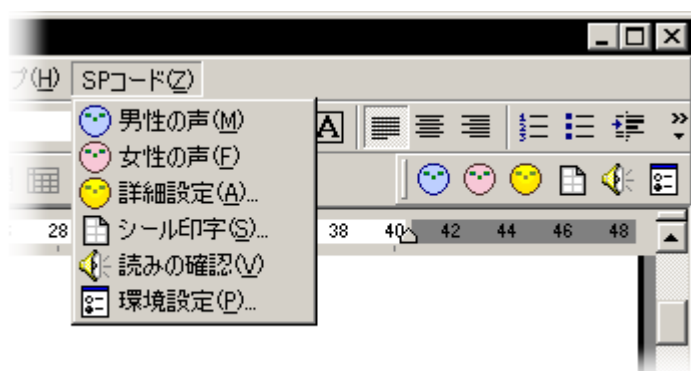 プ(H) SPコード(Z)
男性の声(M)
A
女性の声(F)
詳細設定(A)...
28 シール印字(S)... 38 40 42 44 46 48
読みの確認(V)
環境設定(P)...